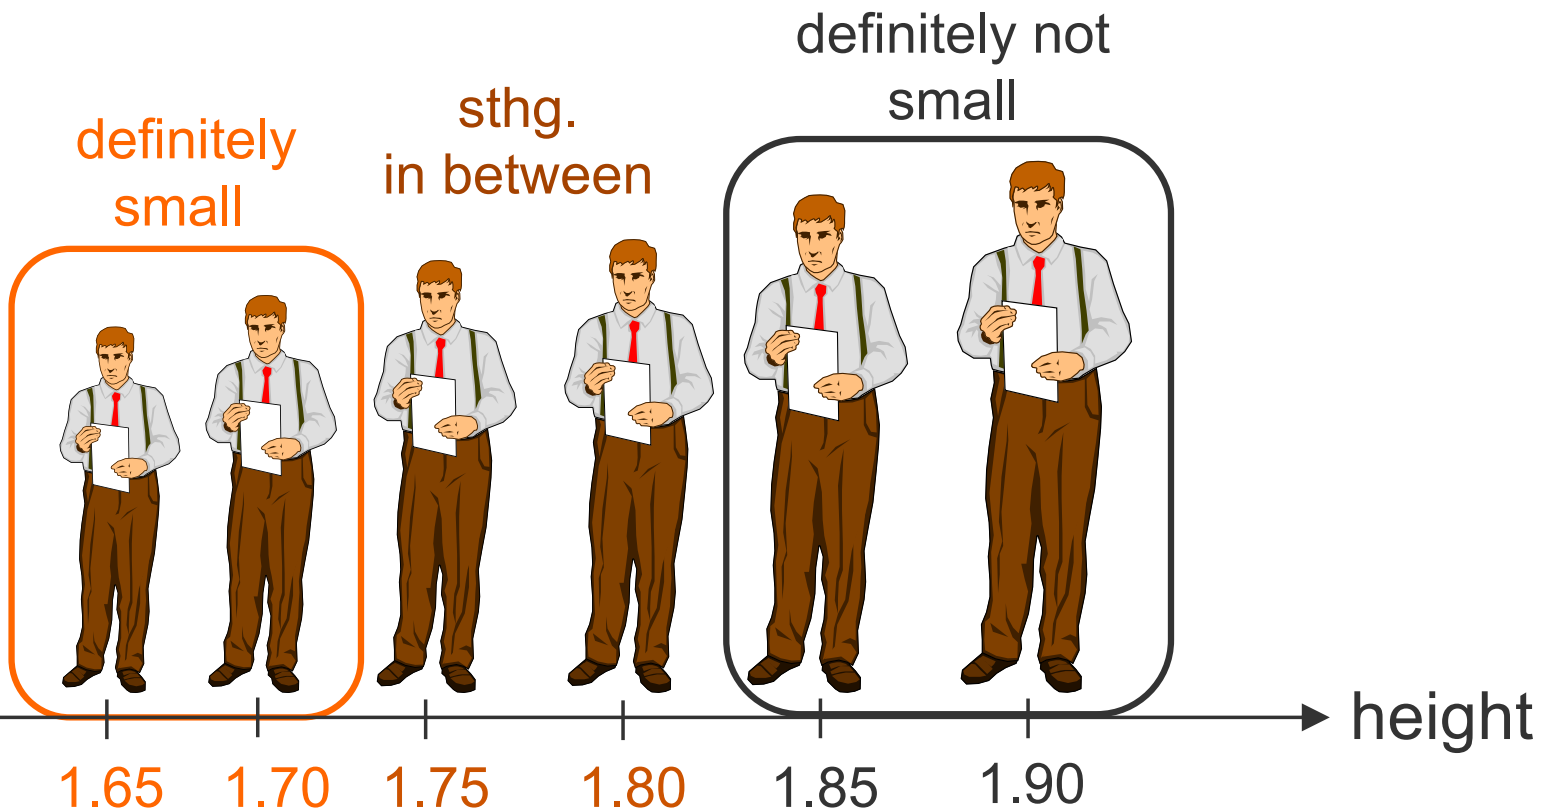 definitely
small
sthg.
in between
definitely not
small
height
1.65 1.70 1.75 1.80 1.85 1.90